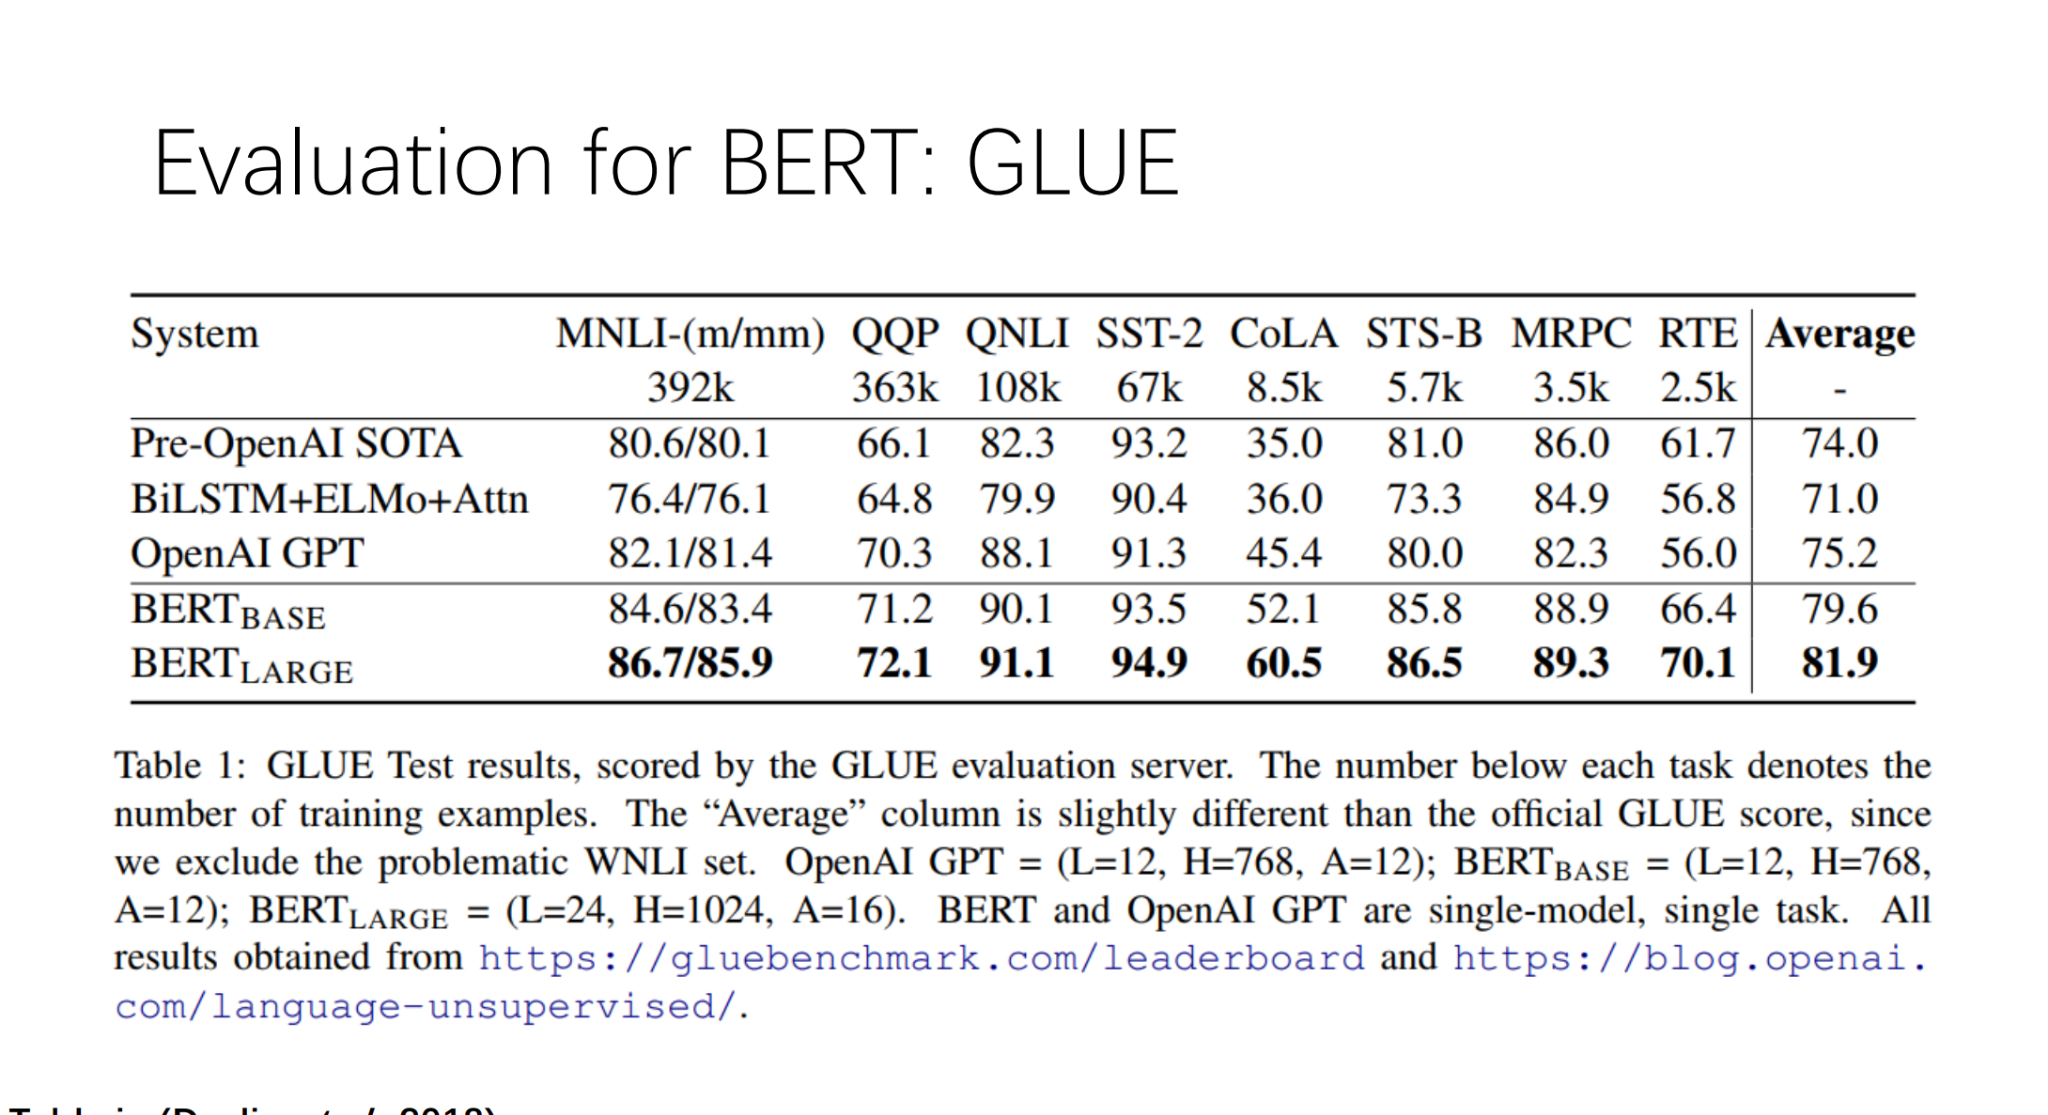 Evaluation for BERT: GLUE
System MNLI-(m/mm) QQP QNLI SST-2 CoLA STS-B MRPC RTE Average
392k 363k 108k 67k 8.5k 5.7k 3.5k 2.5k -
Pre-OpenAI SOTA 80.6/80.1 66.1 82.3 93.2 35.0 81.0 86.0 61.7 74.0
BiLSTM+ELMo+Attn 76.4/76.1 64.8 79.9 90.4 36.0 73.3 84.9 56.8 71.0
OpenAI GPT 82.1/81.4 70.3 88.1 91.3 45.4 80.0 82.3 56.0 75.2
BERTBASE 84.6/83.4 71.2 90.1 93.5 52.1 85.8 88.9 66.4 79.6
BERTLARGE 86.7/85.9 72.1 91.1 94.9 60.5 86.5 89.3 70.1 81.9
Table 1: GLUE Test results, scored by the GLUE evaluation server. The number below each task denotes the
number of training examples. The “Average” column is slightly different than the official GLUE score, since
we exclude the problematic WNLI set. OpenAI GPT = (L=12, H=768, A=12); BERTBASE = (L=12, H=768,
A=12); BERTLARGE = (L=24, H=1024, A=16). BERT and OpenAI GPT are single-model, single task. All
results obtained from https://gluebenchmark.com/leaderboard and https://blog.openai.
com/language-unsupervised/.